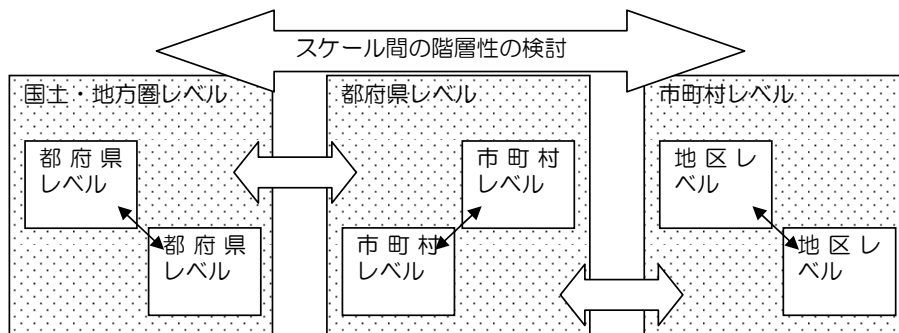 スケール間の階層性の検討
国土・地方圏レベル
都府県
レベル
都府県
レベル
都府県レベル
市町村
レベル
市町村
レベル
市町村レベル
地区レ
ベル
地区レ
ベル